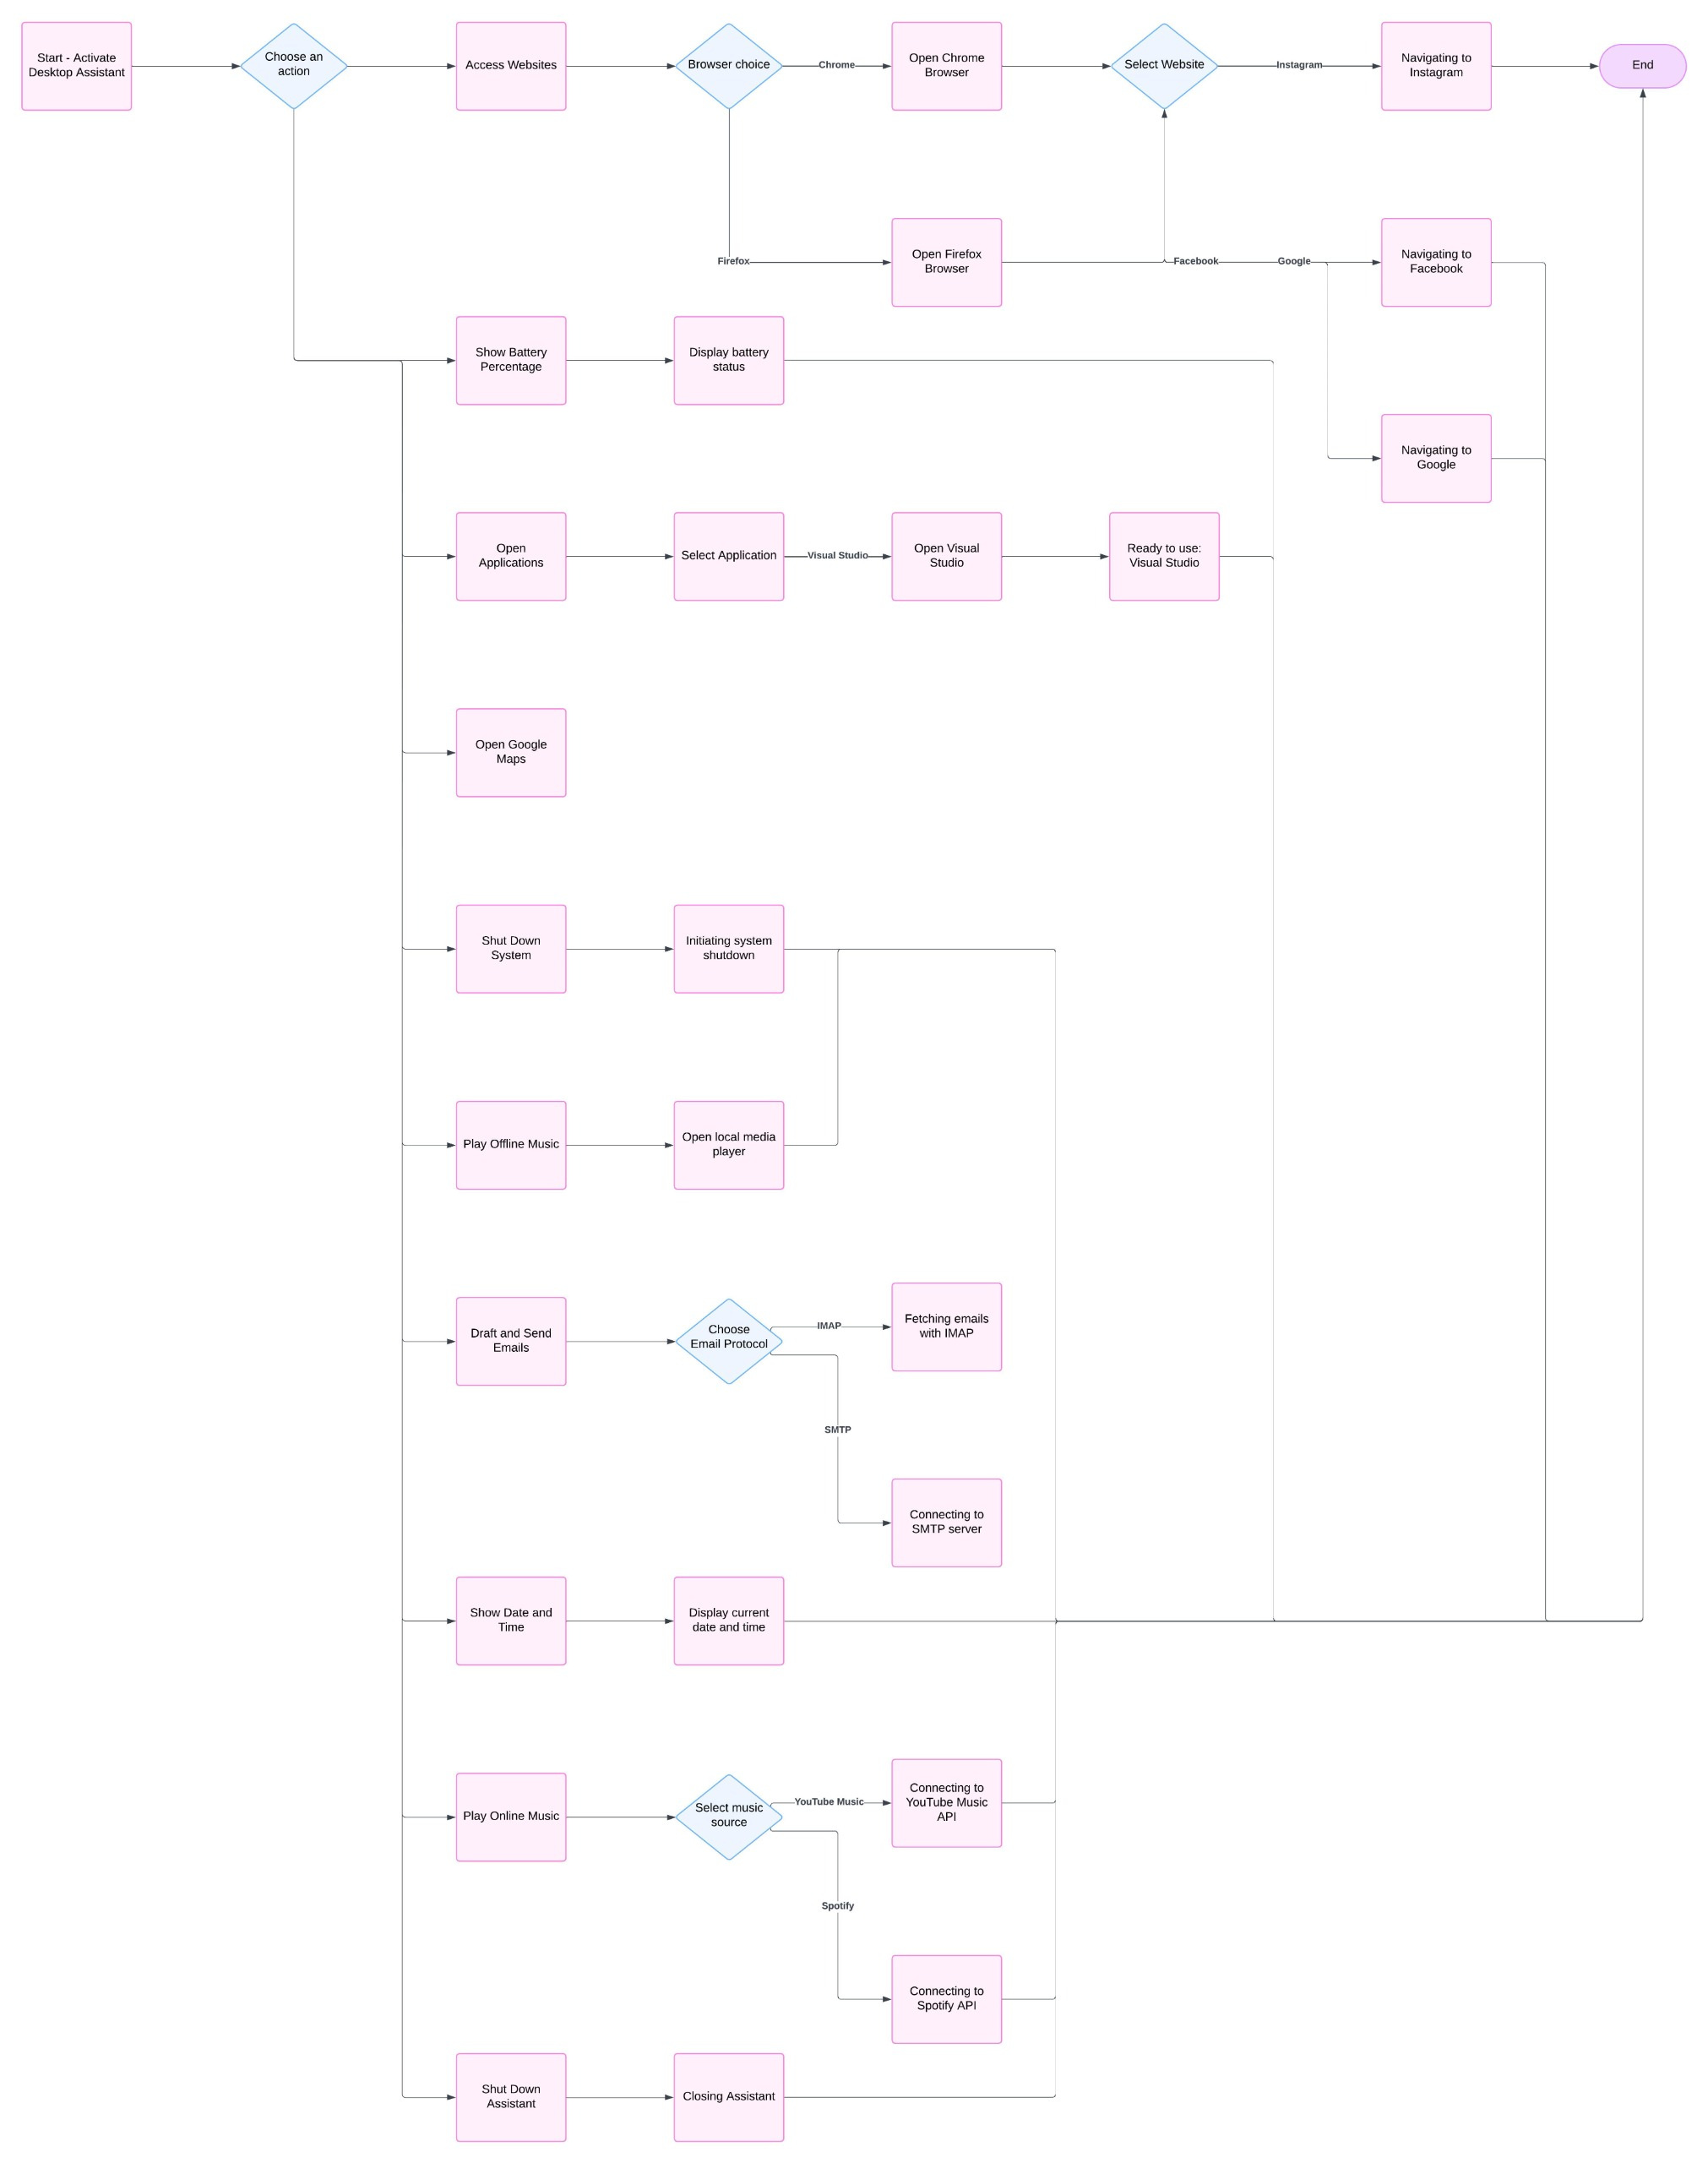 Start - Activate
Desktop Assistant
Choose an
action
Access Websites
Browser choice
Chrome
Open Chrome
Browser
Select Website
Instagram
Navigating to
Instagram
End
Firefox
Open Firefox
Browser
Facebook
Google
Navigating to
Facebook
Show Battery
Percentage
Display battery
status
Navigating to
Google
Open
Applications
Select Application
Visual Studio
Open Visual
Studio
Ready to use:
Visual Studio
Open Google
Maps
Shut Down
System
Initiating system
shutdown
Play Offline Music
Open local media
player
Draft and Send
Emails
Choose
Email Protocol
IMAP
Fetching emails
with IMAP
SMTP
Connecting to
SMTP server
Show Date and
Time
Display current
date and time
Play Online Music
Select music
source
YouTube Music
Connecting to
YouTube Music
API
Spotify
Connecting to
Spotify API
Shut Down
Assistant
Closing Assistant